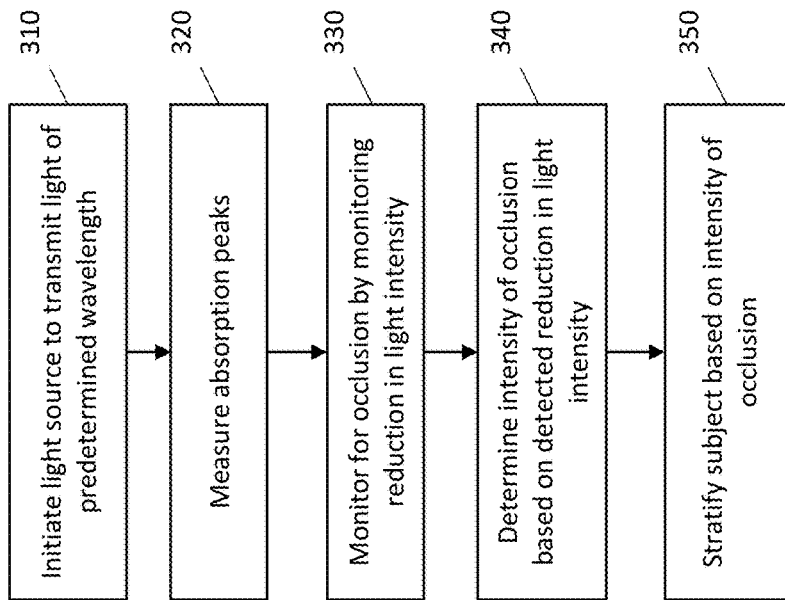 Initiate light source to transmit light of
predetermined wavelength
310
Measure absorption peaks
320
Monitor for occlusion by monitoring
reduction in light intensity
330
Determine intensity of occlusion
based on detected reduction in light
intensity
340
Stratify subject based on intensity of
occlusion
350